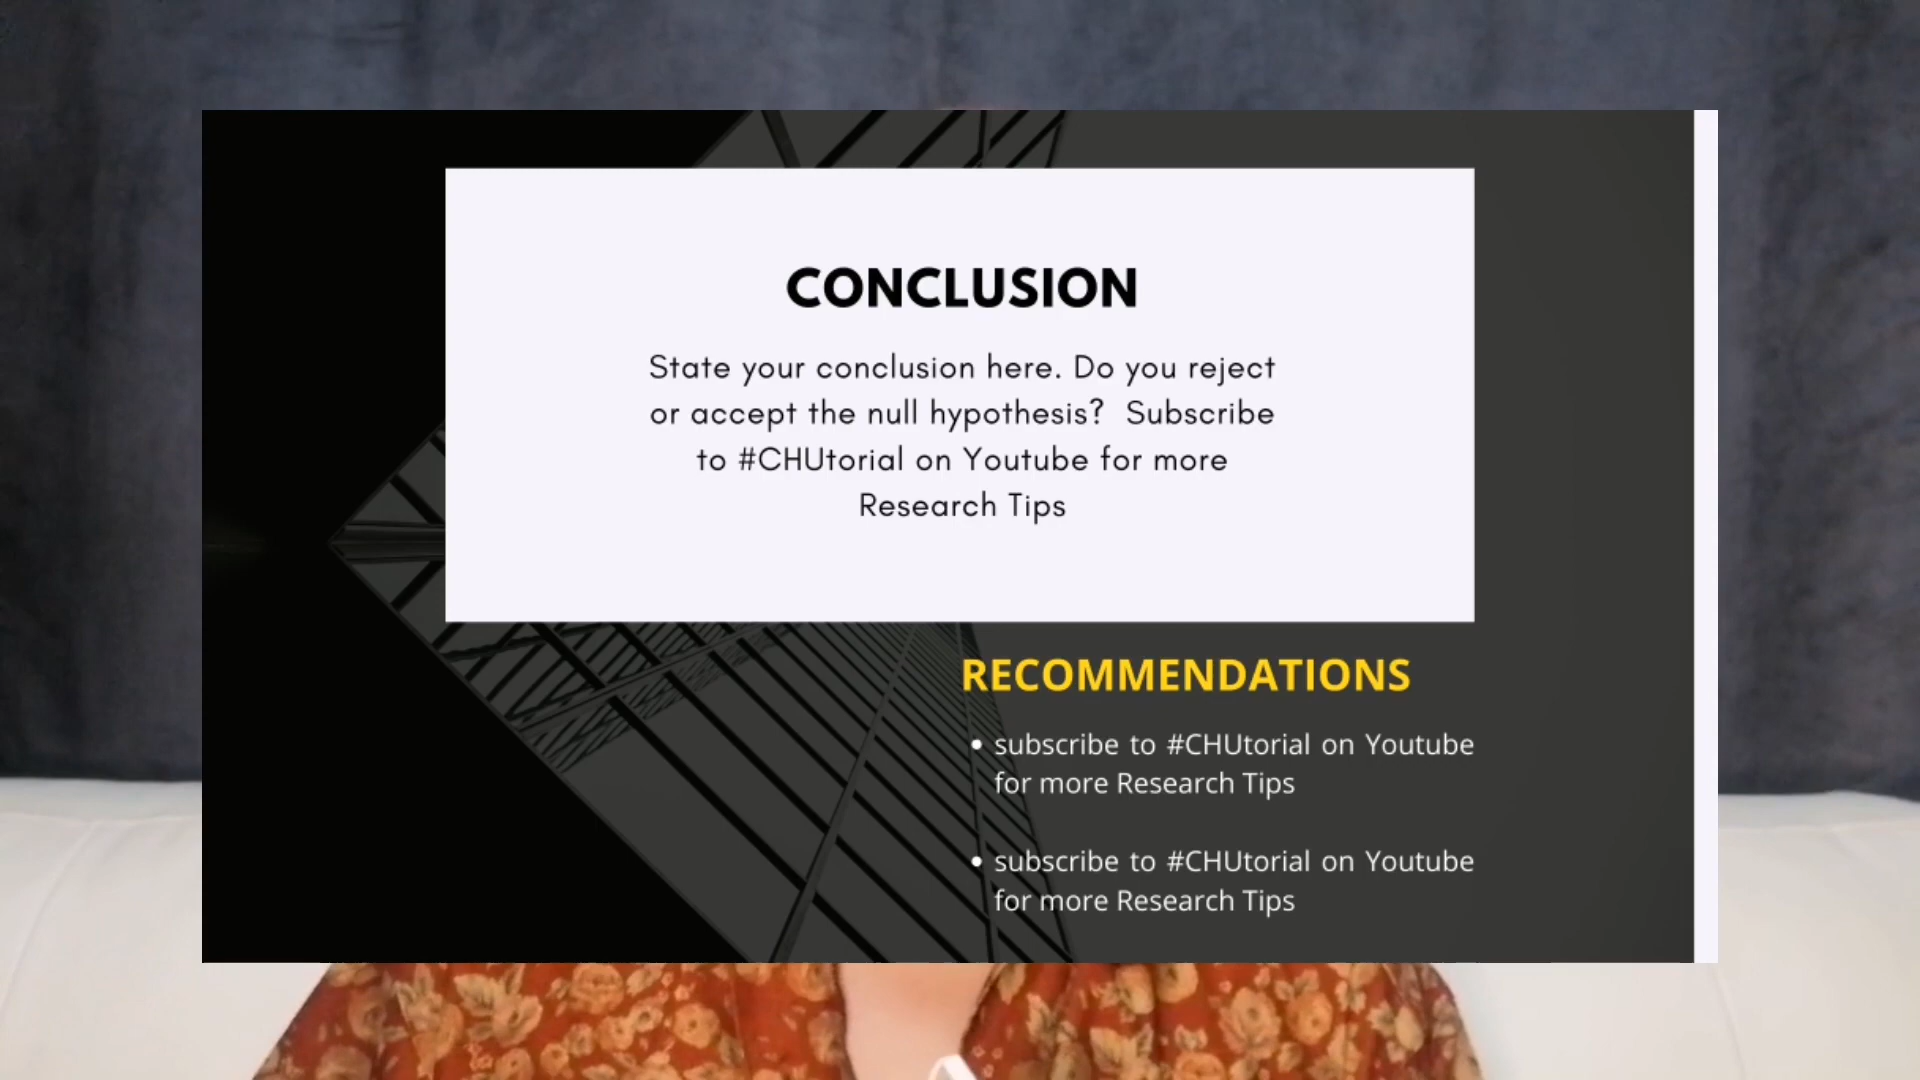 CONCLUSION
State your conclusion here. Do you reject
or accept the null hypothesis?  Subscribe
to #CHUtorial on Youtube for more
Research Tips
RECOMMENDATIONS
• subscribe to #CHUtorial on Youtube
for more Research Tips
• subscribe to #CHUtorial on Youtube
for more Research Tips